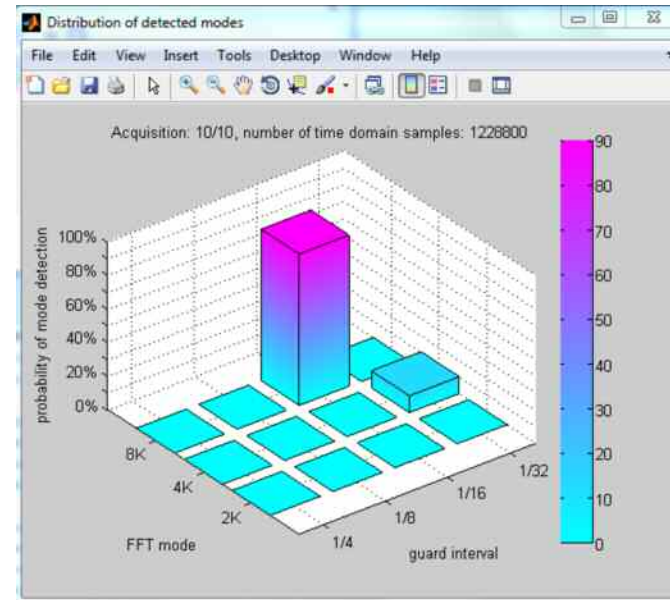 Distribution of detected modes
File Edit View Insert Tools Desktop Window Help
Acquisition: 10/10, number of time domain samples: 1228800
probability of mode detection
100%
80%
60%
40%
20%
0%
8K
4K
2K
FFT mode
1/4
1/8
1/16
1/32
guard interval
90
80
70
60
50
40
30
20
10
0